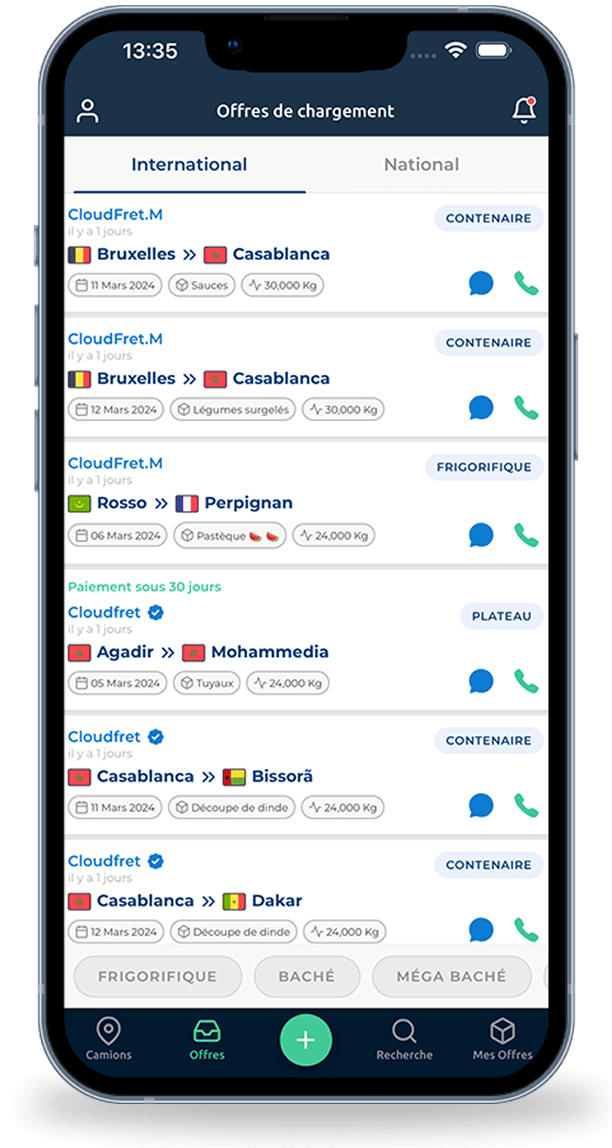 13:35
Offres de chargement
International National
CloudFret.M CONTENAIRE
il y a 1 jours
Bruxelles » Casablanca
11 Mars 2024 Sauces 30,000 Kg
CloudFret.M CONTENAIRE
il y a 1 jours
Bruxelles » Casablanca
12 Mars 2024 Légumes surgelés 30,000 Kg
CloudFret.M FRIGORIFIQUE
il y a 1 jours
Rosso » Perpignan
06 Mars 2024 Pastèque 🍉 🍉 24,000 Kg
Paiement sous 30 jours
Cloudfret PLATEAU
il y a 1 jours
Agadir » Mohammedia
05 Mars 2024 Tuyaux 24,000 Kg
Cloudfret CONTENAIRE
il y a 1 jours
Casablanca » Bissorã
11 Mars 2024 Découpe de dinde 24,000 Kg
Cloudfret CONTENAIRE
il y a 1 jours
Casablanca » Dakar
12 Mars 2024 Découpe de dinde 24,000 Kg
FRIGORIFIQUE BACHÉ MÉGA BACHÉ
Camions Offres + Recherche Mes Offres